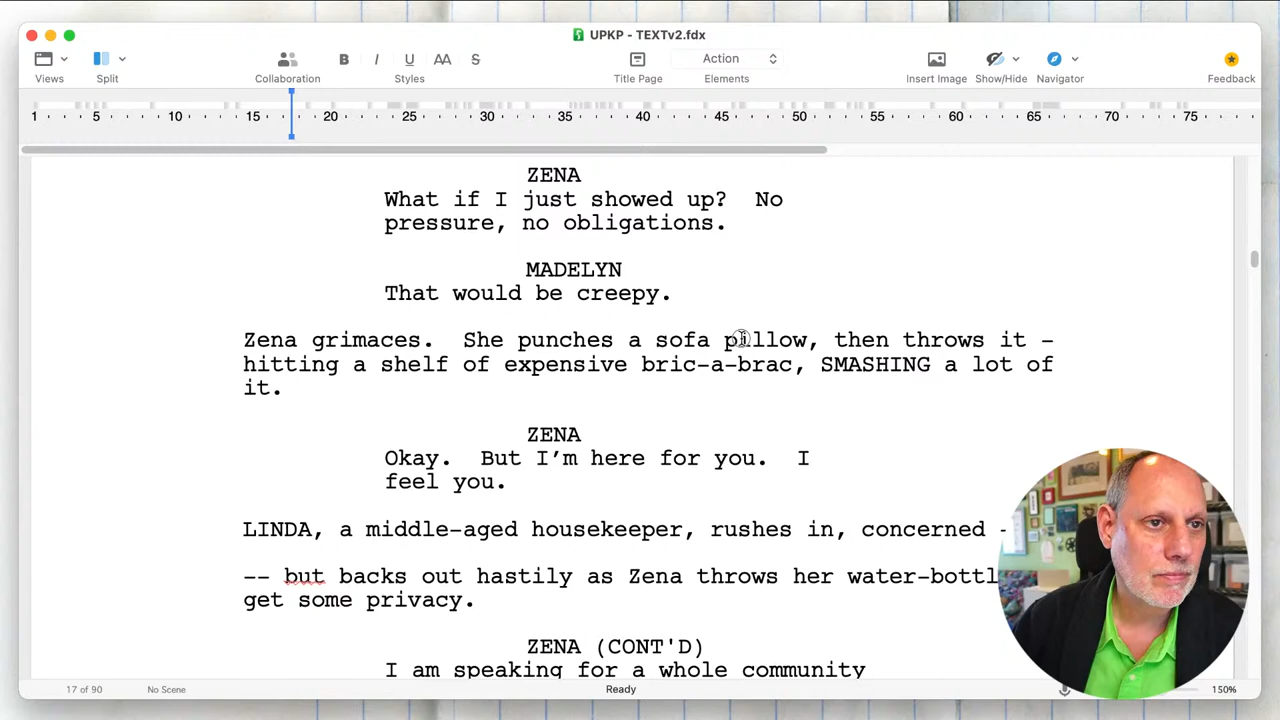 UPKP - TEXTv2.fdx
B I U AA S Action
Views Split Collaboration Styles Title Page Elements Insert Image Show/Hide Navigator Feedback
1 5 10 15 20 25 30 35 40 45 50 55 60 65 70 75
ZENA
What if I just showed up?  No
pressure, no obligations.
MADELYN
That would be creepy.
Zena grimaces.  She punches a sofa pillow, then throws it –
hitting a shelf of expensive bric-a-brac, SMASHING a lot of
it.
ZENA
Okay.  But I’m here for you.  I
feel you.
LINDA, a middle-aged housekeeper, rushes in, concerned -
-- but backs out hastily as Zena throws her water-bottl
get some privacy.
ZENA (CONT'D)
I am speaking for a whole community
17 of 90 No Scene Ready 150%